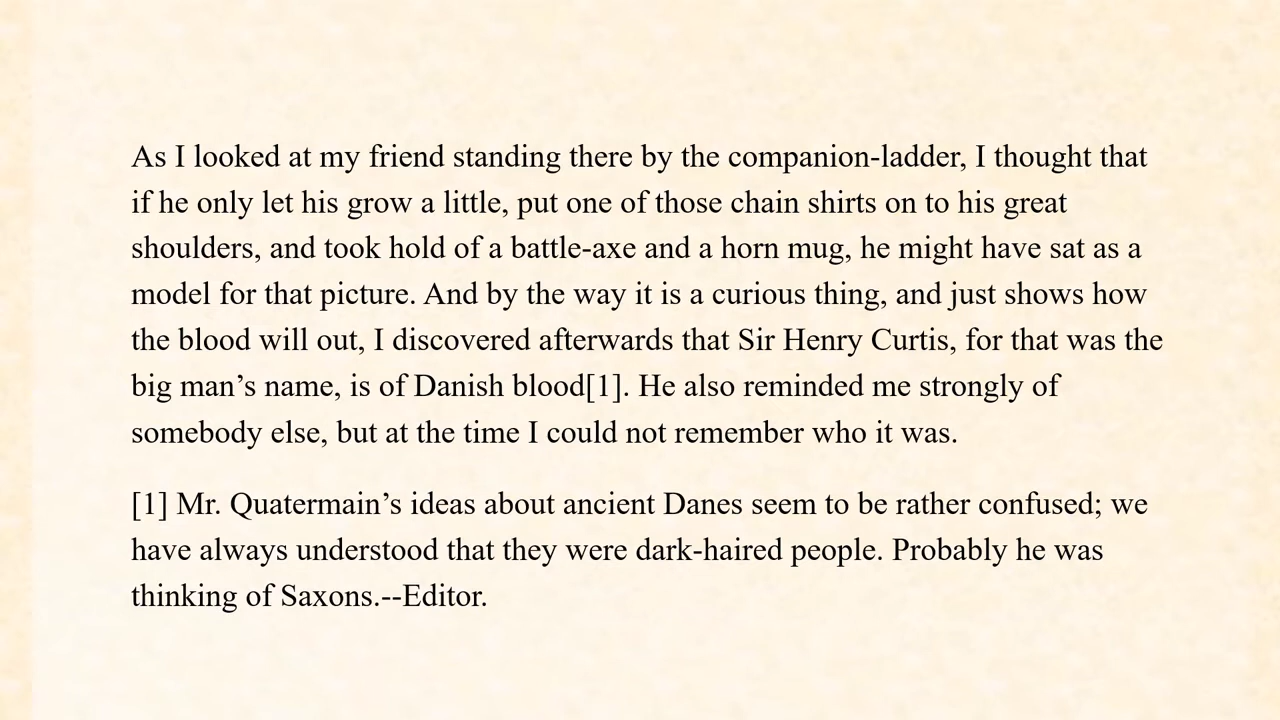 As I looked at my friend standing there by the companion-ladder, I thought that
if he only let his grow a little, put one of those chain shirts on to his great
shoulders, and took hold of a battle-axe and a horn mug, he might have sat as a
model for that picture. And by the way it is a curious thing, and just shows how
the blood will out, I discovered afterwards that Sir Henry Curtis, for that was the
big man’s name, is of Danish blood[1]. He also reminded me strongly of
somebody else, but at the time I could not remember who it was.
[1] Mr. Quatermain’s ideas about ancient Danes seem to be rather confused; we
have always understood that they were dark-haired people. Probably he was
thinking of Saxons.--Editor.